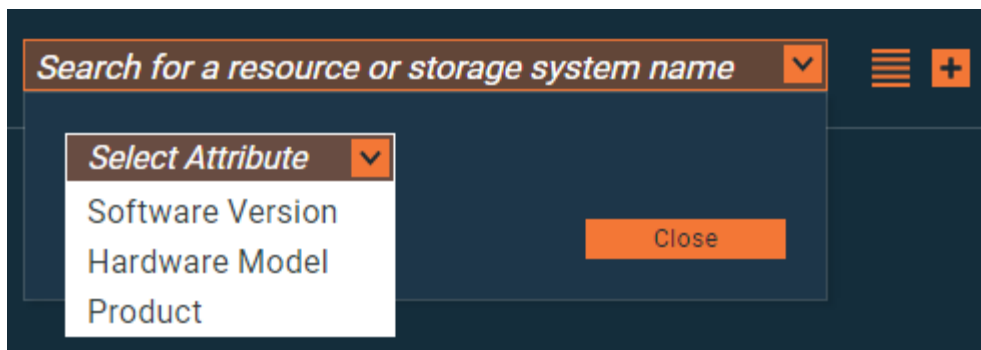 Search for a resource or storage system name
Select Attribute
Software Version
Hardware Model
Close
Product